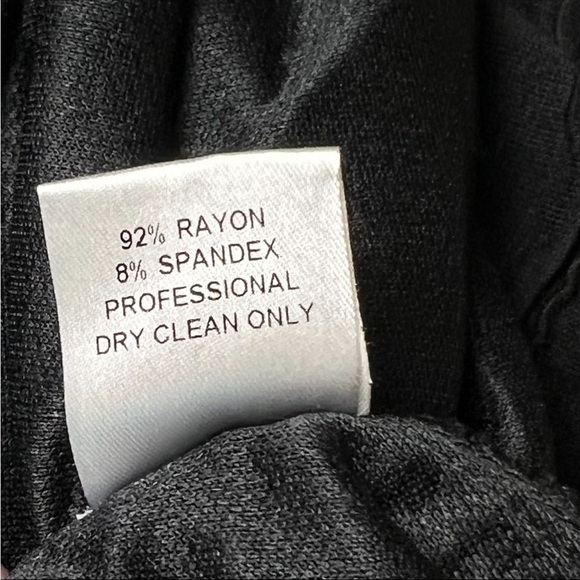 92% RAYON
8% SPANDEX
PROFESSIONAL
DRY CLEAN ONLY